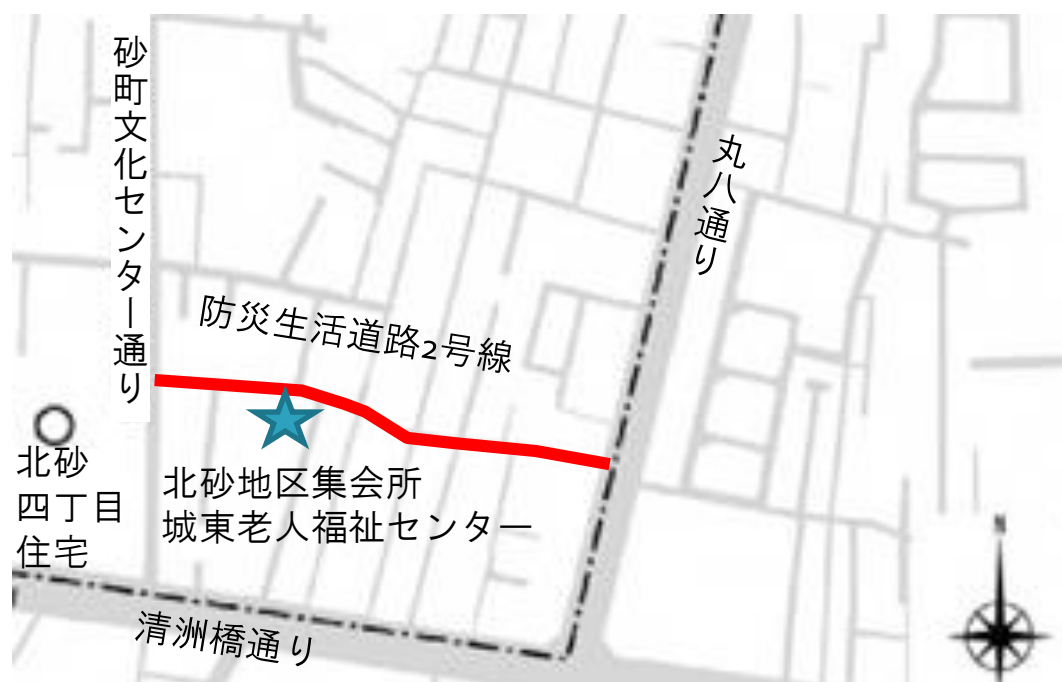 砂町文化センター通り
丸八通り
防災生活道路2号線
北砂
四丁目
住宅
北砂地区集会所
城東老人福祉センター
清洲橋通り
N